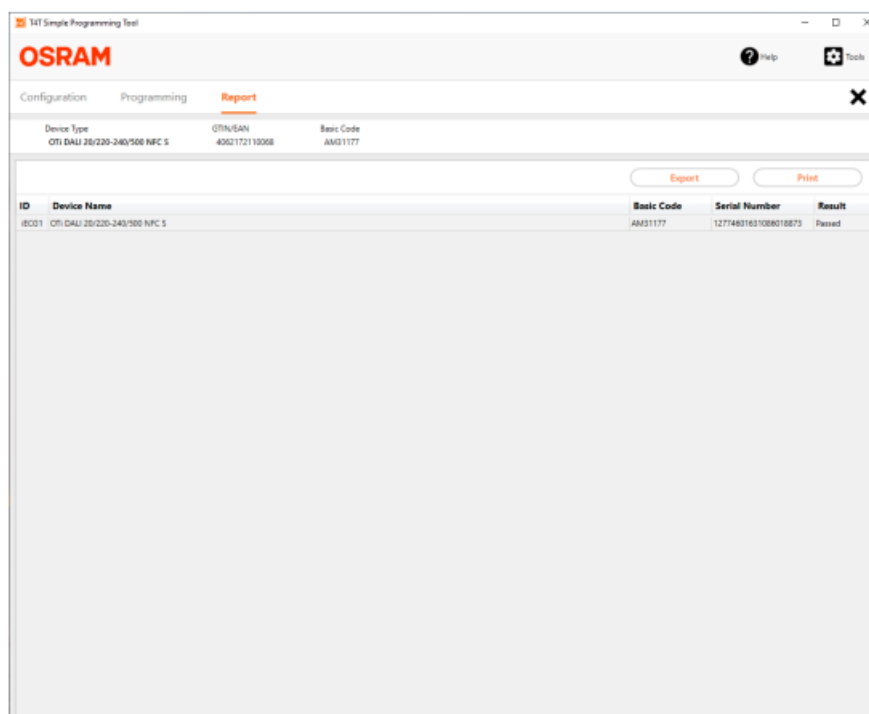 T4T Simple Programming Tool
OSRAM
Help
Tools
Configuration Programming Report
Device Type GTIN/EAN Basic Code
OTi DALI 20/220-240/500 NFC S 4062172110068 AM31177
Export Print
ID Device Name Basic Code Serial Number Result
OTi DALI 20/220-240/500 NFC S AM31177 Passed